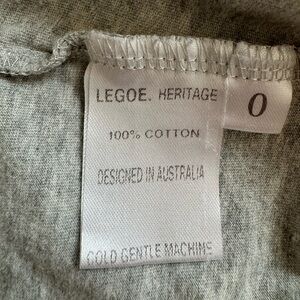 LEGOE. HERITAGE
0
100% COTTON
DESIGNED IN AUSTRALIA
COLD GENTLE MACHINE